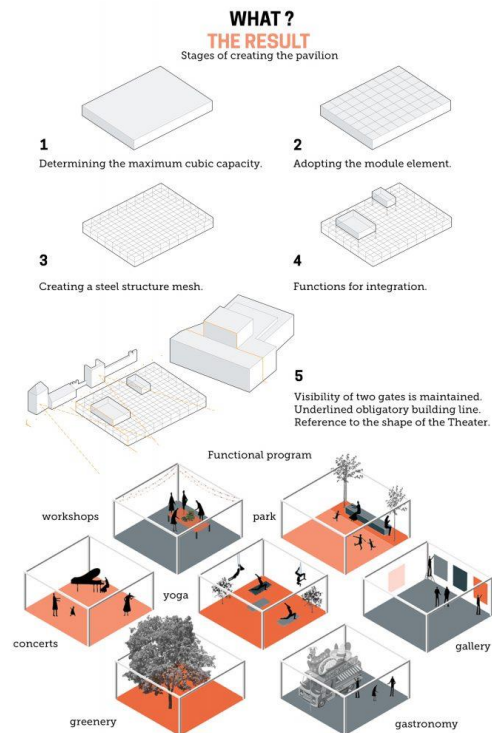 WHAT ?
THE RESULT
Stages of creating the pavilion
1
Determining the maximum cubic capacity.
2
Adopting the module element.
3
Creating a steel structure mesh.
4
Functions for integration.
5
Visibility of two gates is maintained.
Underlined obligatory building line.
Reference to the shape of the Theater.
Functional program
workshops
park
yoga
concerts
gallery
greenery
gastronomy